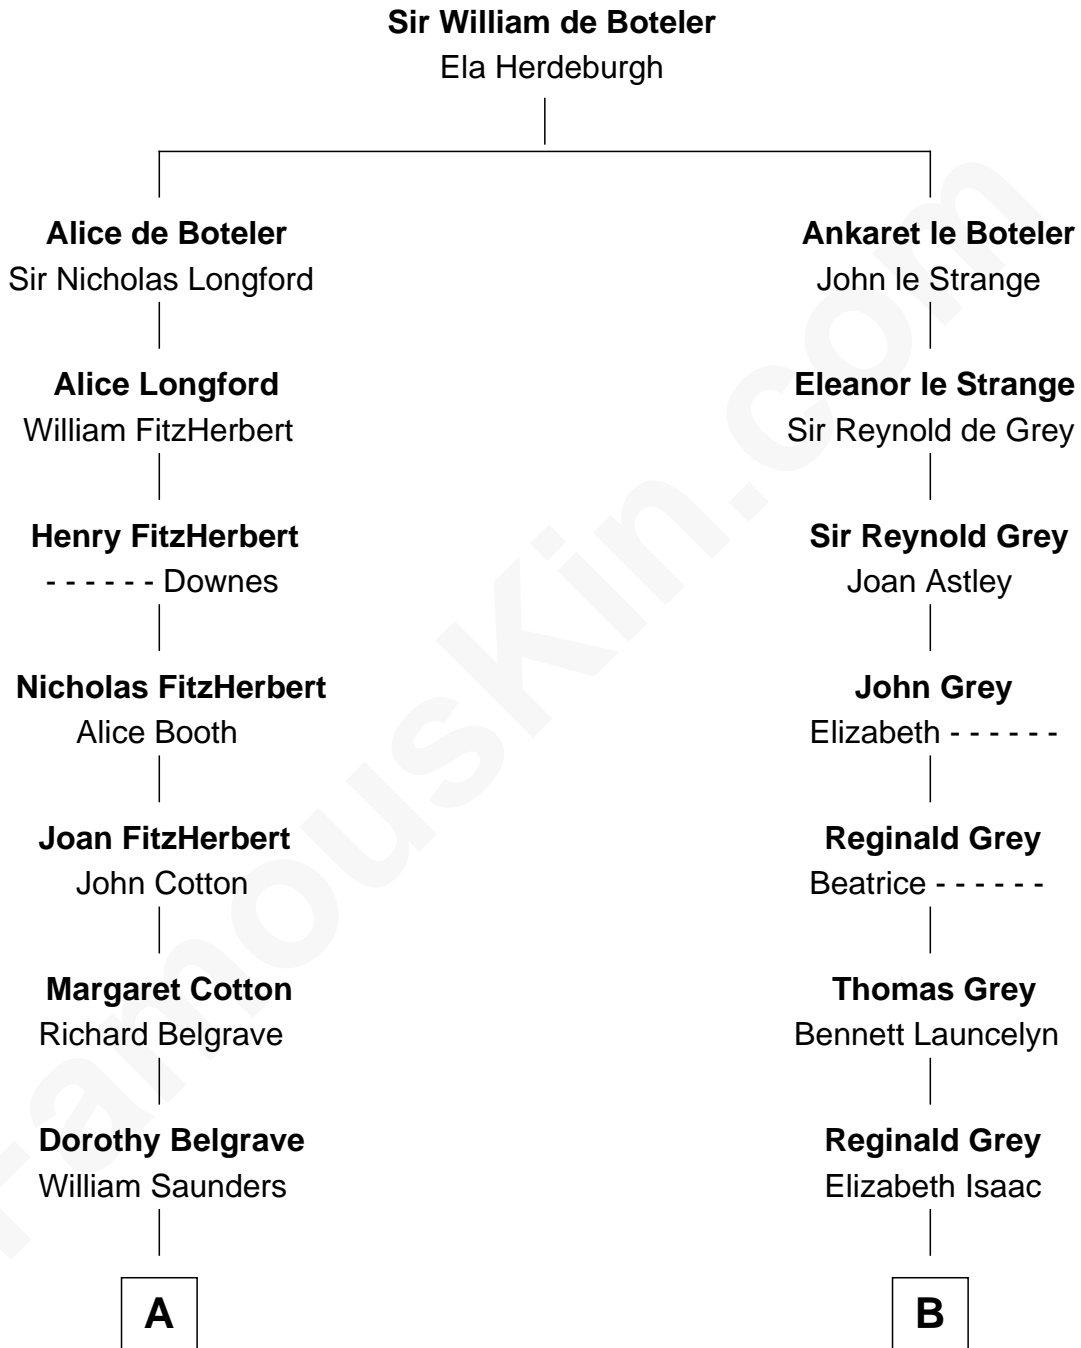 Sir William de Boteler
Ela Herdeburgh
Alice de Boteler
Sir Nicholas Longford
Alice Longford
William FitzHerbert
Henry FitzHerbert
- - - - - - Downes
Nicholas FitzHerbert
Alice Booth
Joan FitzHerbert
John Cotton
Margaret Cotton
Richard Belgrave
Dorothy Belgrave
William Saunders
A
Ankaret le Boteler
John le Strange
Eleanor le Strange
Sir Reynold de Grey
Sir Reynold Grey
Joan Astley
John Grey
Elizabeth - - - - - -
Reginald Grey
Beatrice - - - - - -
Thomas Grey
Bennett Launcelyn
Reginald Grey
Elizabeth Isaac
B
FamousKin.com